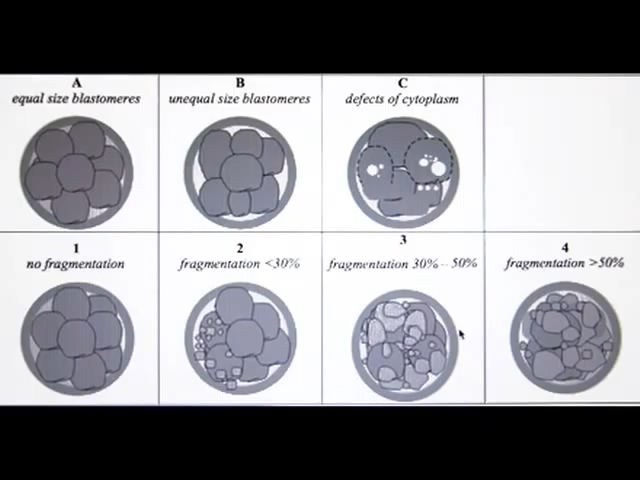 A
equal size blastomeres
B
unequal size blastomeres
C
defects of cytoplasm
1
no fragmentation
2
fragmentation <30%
3
fragmentation 30% - 50%
4
fragmentation >50%